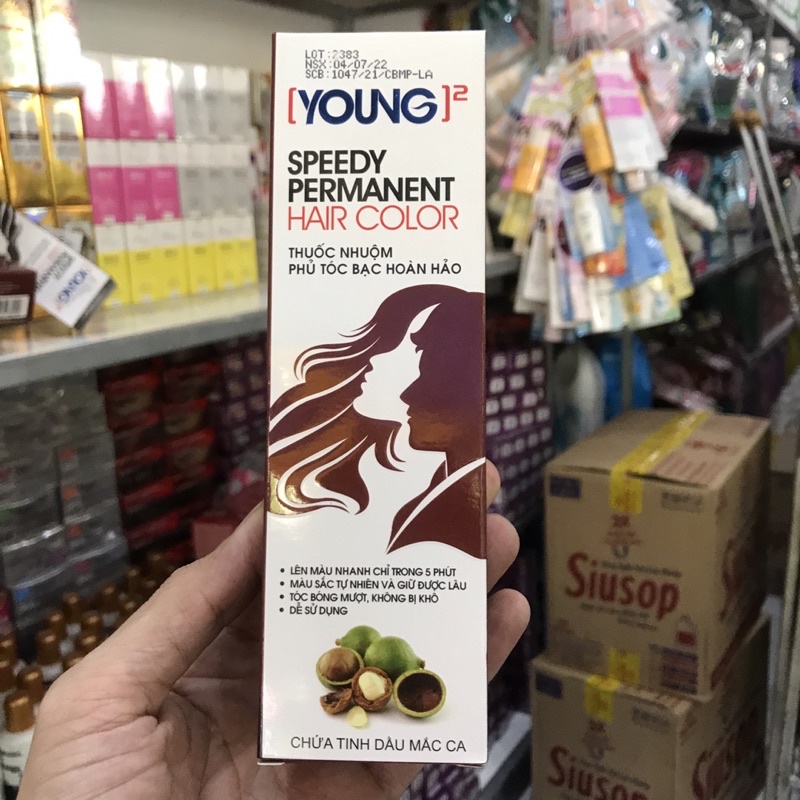 LOT:2383
NSX:04/07/22
SCB:1047/21/CBMP-LA
[YOUNG]²
SPEEDY
PERMANENT
HAIR COLOR
THUỐC NHUỘM
PHỦ TÓC BẠC HOÀN HẢO
• LÊN MÀU NHANH CHỈ TRONG 5 PHÚT
• MÀU SẮC TỰ NHIÊN VÀ GIỮ ĐƯỢC LÂU
• TÓC BÓNG MƯỢT, KHÔNG BỊ KHÔ
• DỄ SỬ DỤNG
CHỨA TINH DẦU MẮC CA
Siusop
Siusop